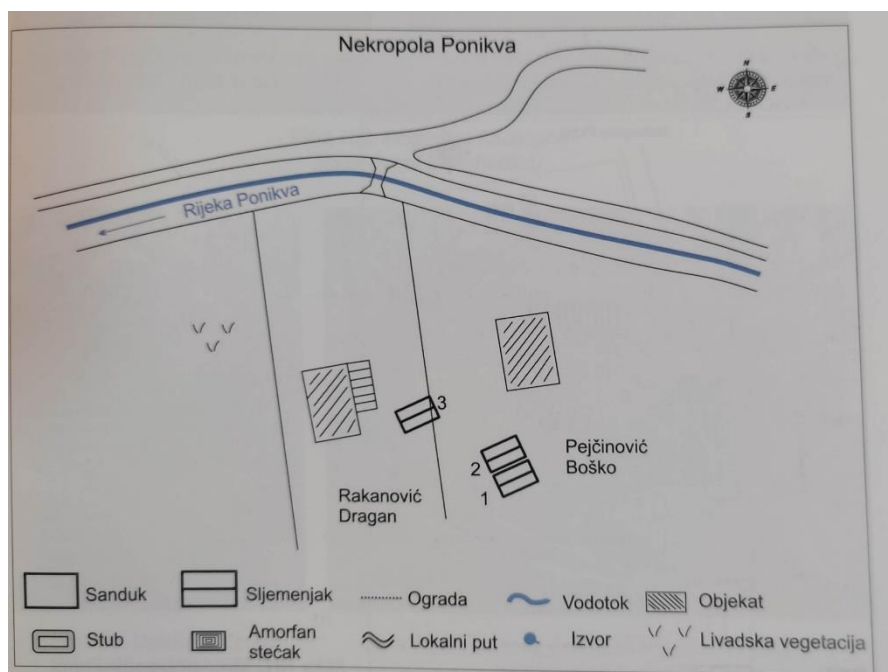 Nekropola Ponikva
N
W E
S
Rijeka Ponikva
3
Pejčinović
Boško
2
1
Rakanović
Dragan
Sanduk
Sljemenjak
Ograda
Vodotok
Objekat
Stub
Amorfan
stećak
Lokalni put
Izvor
Livadska vegetacija